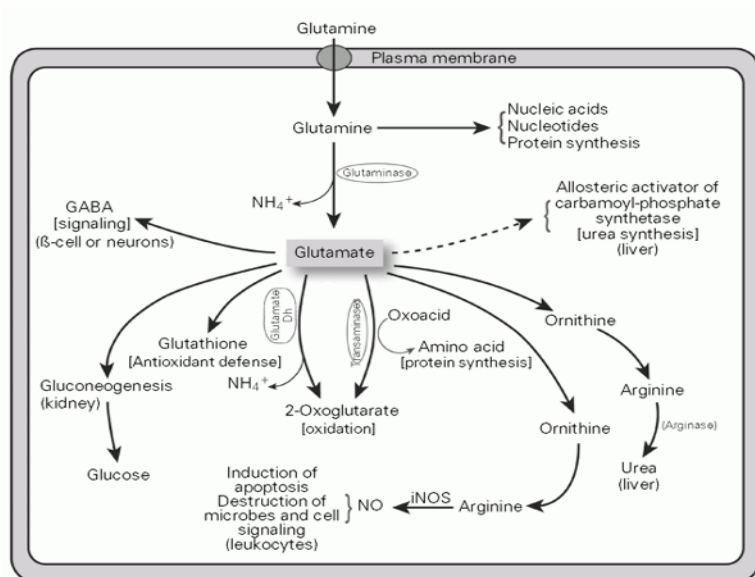 Glutamine
Plasma membrane
Glutamine
Nucleic acids
Nucleotides
Protein synthesis
Glutaminase
NH₄⁺
GABA
[signaling]
(ß-cell or neurons)
Allosteric activator of
carbamoyl-phosphate
synthetase
[urea synthesis]
(liver)
Glutamate
Glutamate
Dh
Transaminases
Oxoacid
Amino acid
[protein synthesis]
Glutathione
[Antioxidant defense]
NH₄⁺
Ornithine
Gluconeogenesis
(kidney)
2-Oxoglutarate
[oxidation]
Arginine
Ornithine
(Arginase)
Glucose
Urea
(liver)
Induction of
apoptosis
Destruction of
microbes and cell
signaling
(leukocytes)
NO
iNOS
Arginine